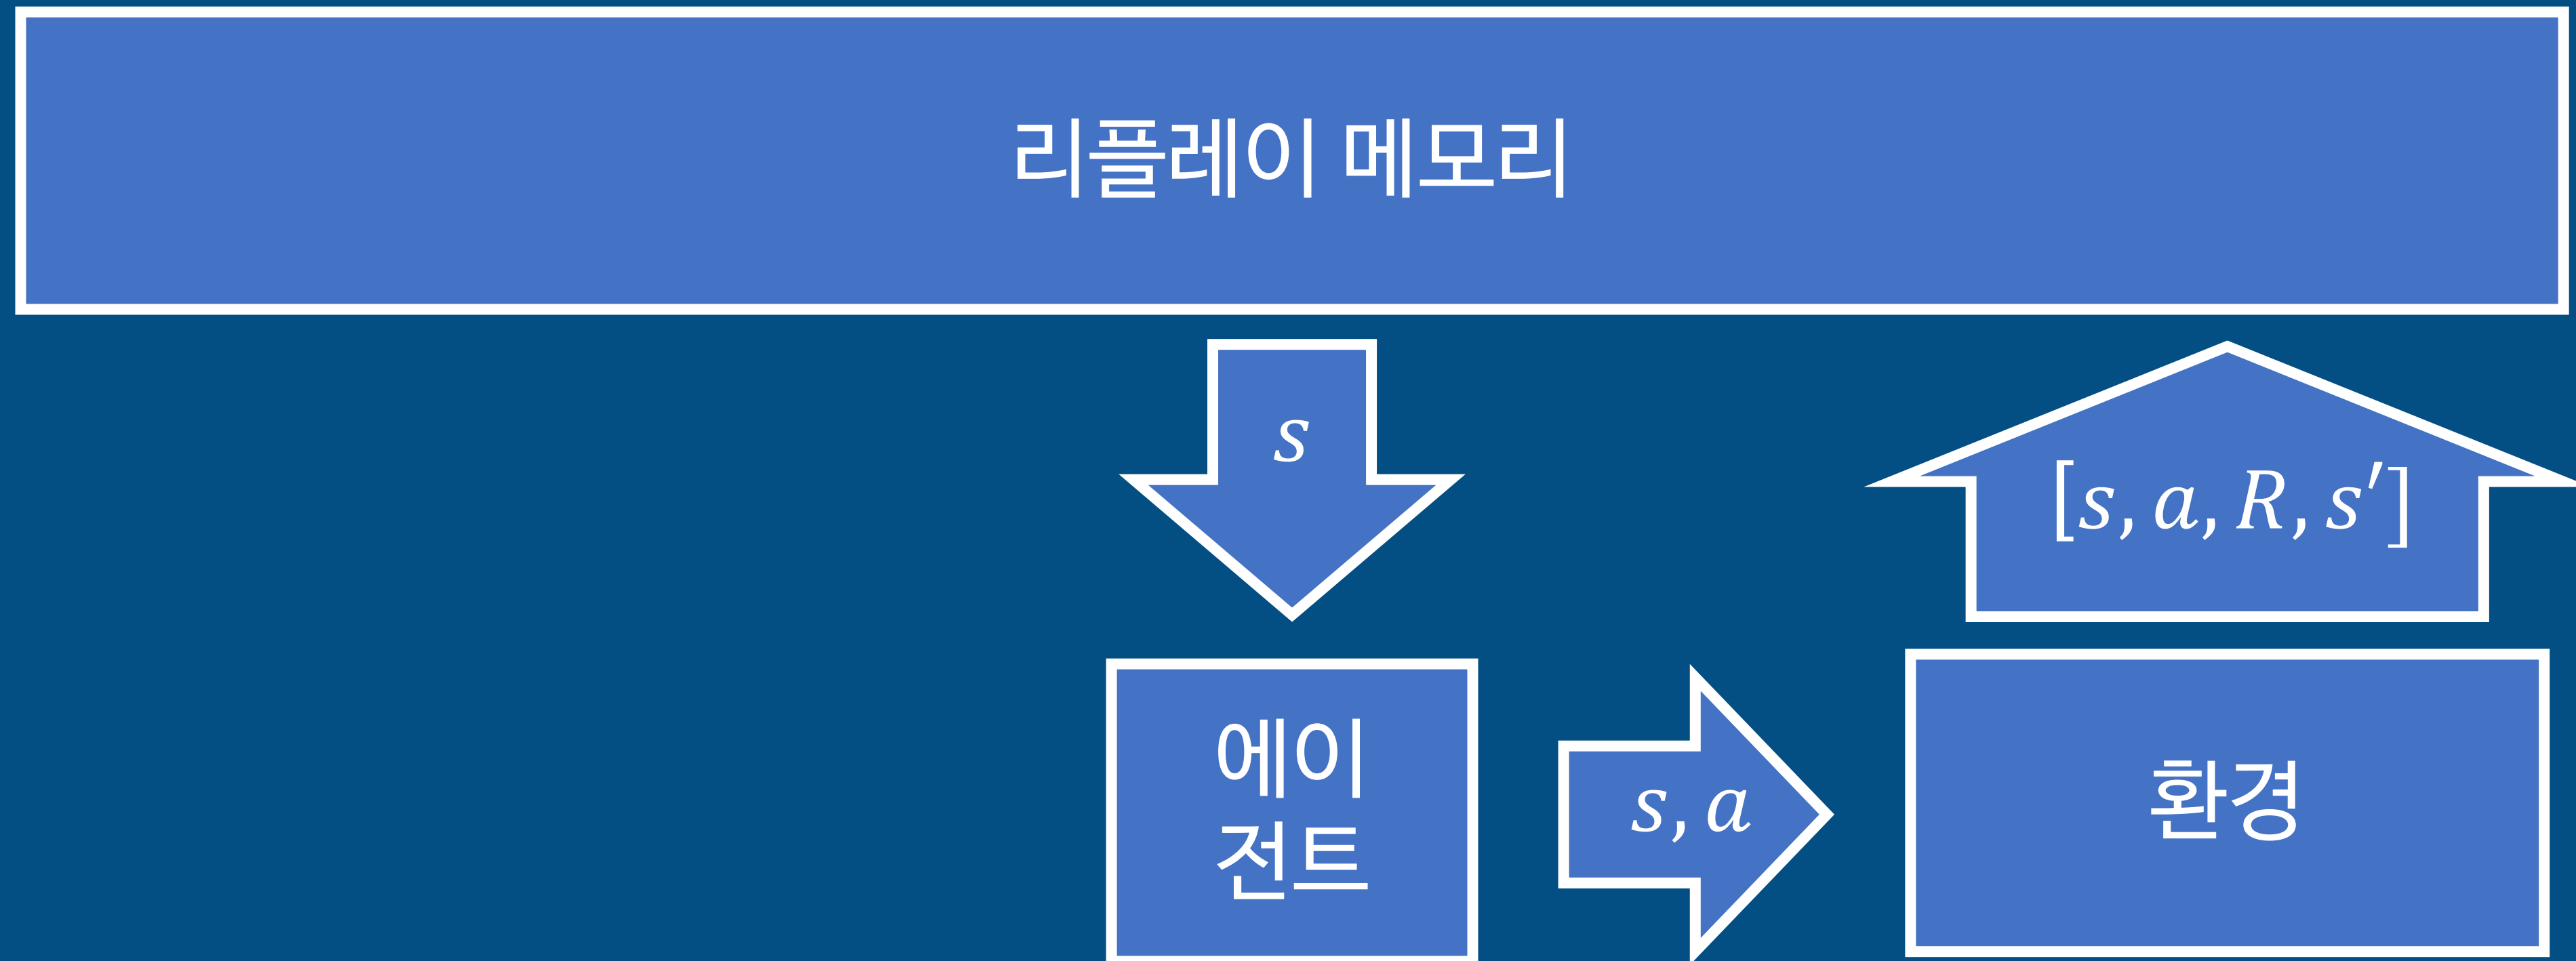 리플레이 메모리
s
[s, a, R, s′]
에이
전트
s, a
환경